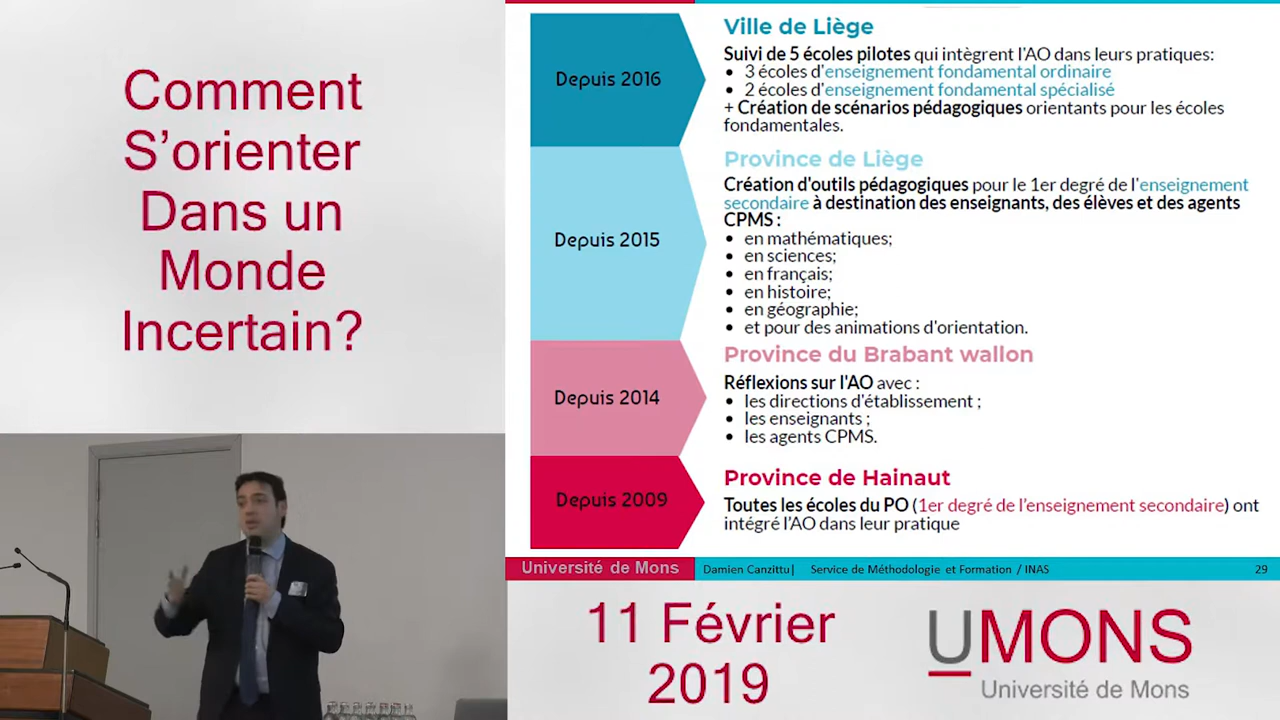 Comment
S'orienter
Dans un
Monde
Incertain?
Depuis 2016
Ville de Liège
Suivi de 5 écoles pilotes qui intègrent l'AO dans leurs pratiques:
• 3 écoles d'enseignement fondamental ordinaire
• 2 écoles d'enseignement fondamental spécialisé
+ Création de scénarios pédagogiques orientants pour les écoles
fondamentales.
Depuis 2015
Province de Liège
Création d'outils pédagogiques pour le 1er degré de l'enseignement
secondaire à destination des enseignants, des élèves et des agents
CPMS :
• en mathématiques;
• en sciences;
• en français;
• en histoire;
• en géographie;
• et pour des animations d'orientation.
Depuis 2014
Province du Brabant wallon
Réflexions sur l'AO avec :
• les directions d'établissement ;
• les enseignants ;
• les agents CPMS.
Depuis 2009
Province de Hainaut
Toutes les écoles du PO (1er degré de l'enseignement secondaire) ont
intégré l'AO dans leur pratique
Université de Mons
Damien Canzittu| Service de Méthodologie et Formation / INAS
29
11 Février
2019
UMONS
Université de Mons